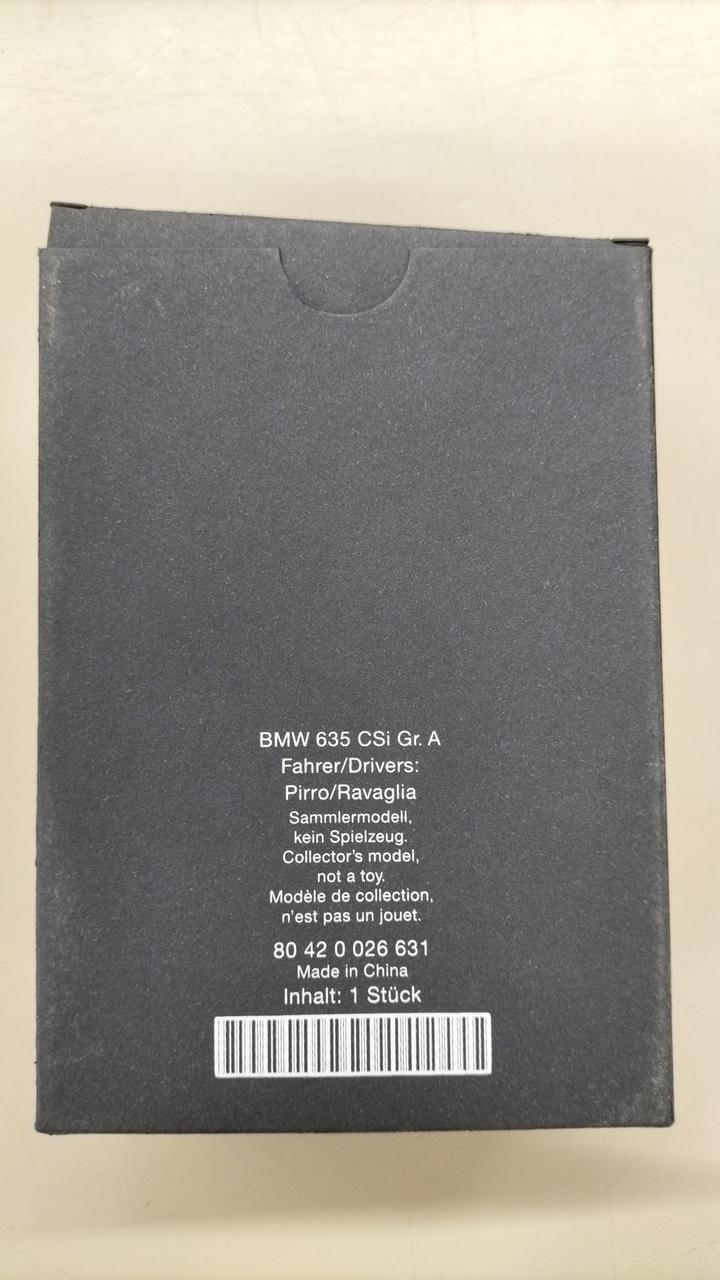 BMW 635 CSi Gr. A
Fahrer/Drivers:
Pirro/Ravaglia
Sammlermodell,
kein Spielzeug.
Collector's model,
not a toy.
Modèle de collection,
n'est pas un jouet.
80 42 0 026 631
Made in China
Inhalt: 1 Stück